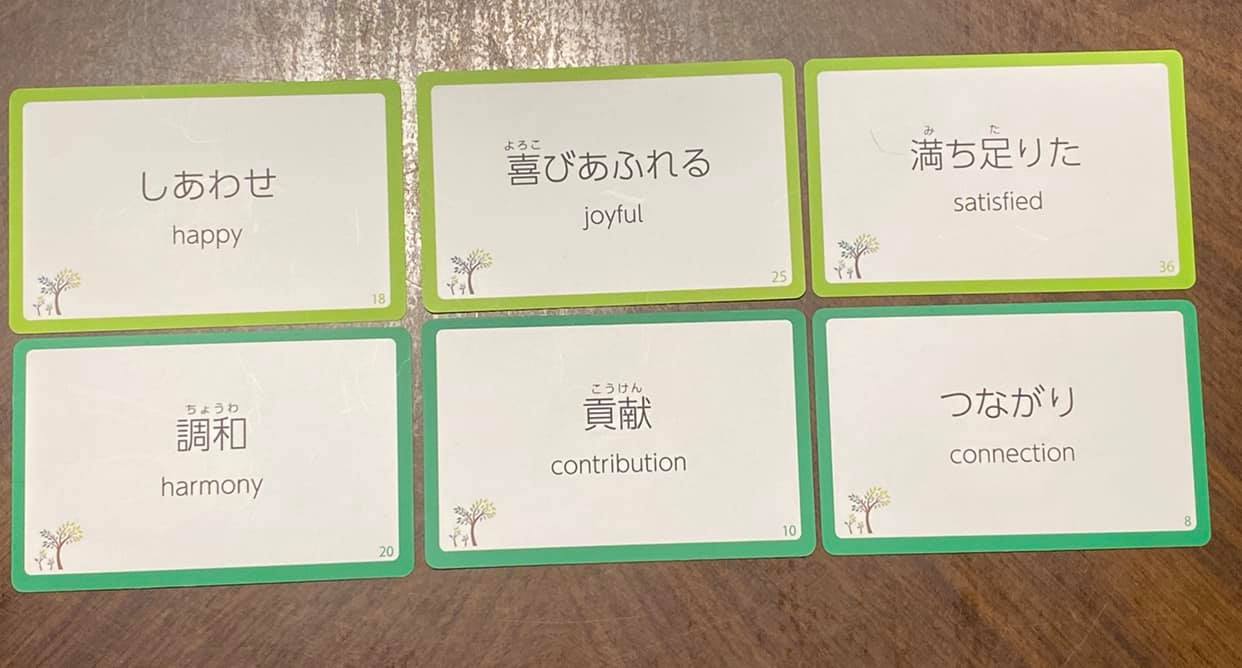 しあわせ
happy
18
よろこ
喜びあふれる
joyful
25
み た
満ち足りた
satisfied
36
ちょうわ
調和
harmony
20
こうけん
貢献
contribution
10
つながり
connection
8